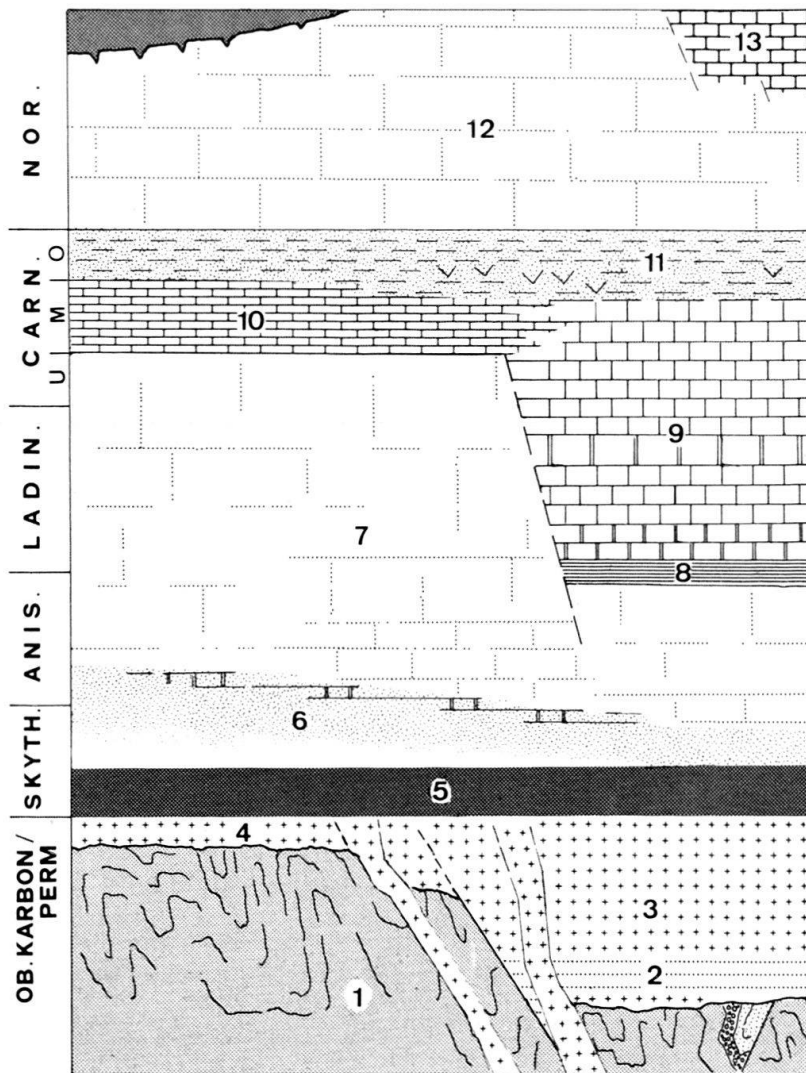 NOR.
CARN.
O
M
U
LADIN.
ANIS.
SKYTH.
OB. KARBON/
PERM
13
12
11
10
9
8
7
6
5
4
3
2
1